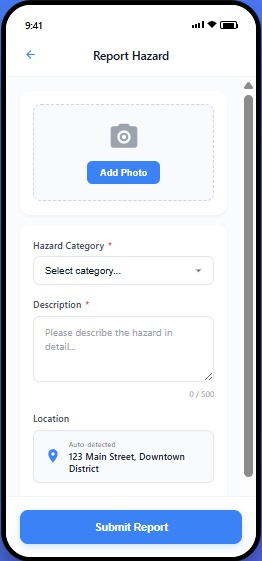 9:41
Report Hazard
Add Photo
Hazard Category *
Select category...
Description *
Please describe the hazard in
detail...
0 / 500
Location
Auto-detected
123 Main Street, Downtown
District
Submit Report